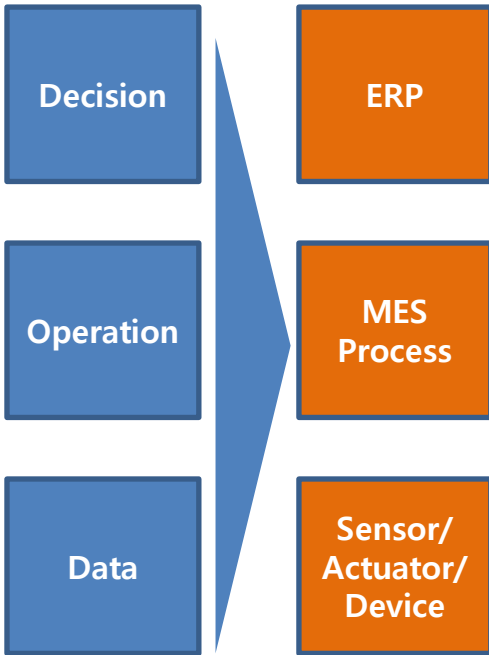 Decision
ERP
Operation
MES
Process
Data
Sensor/
Actuator/
Device